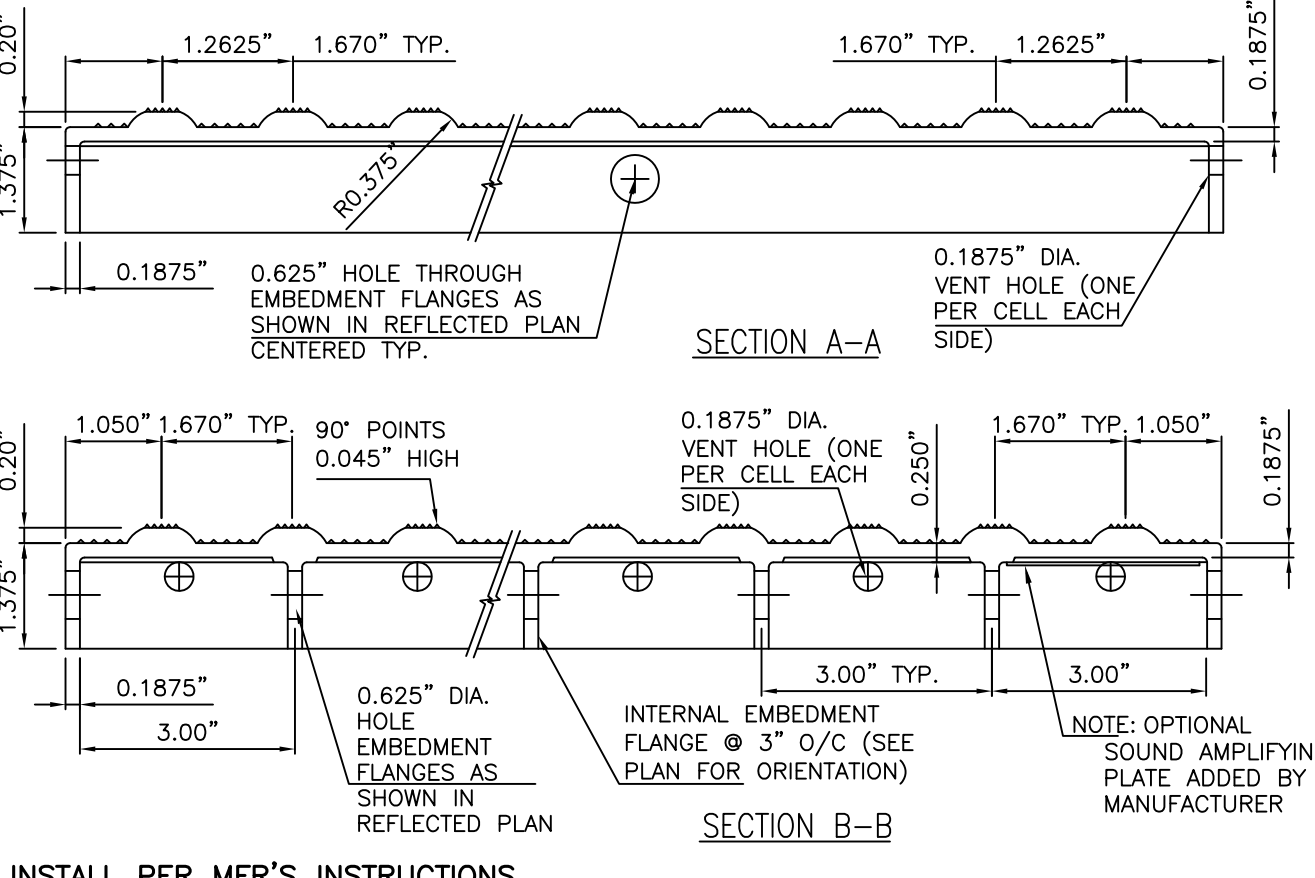 0.20"
1.2625" 1.670" TYP.
1.670" TYP. 1.2625"
0.1875"
1.375"
R0.375"
0.1875"
0.625" HOLE THROUGH
EMBEDMENT FLANGES AS
SHOWN IN REFLECTED PLAN
CENTERED TYP.
SECTION A-A
0.1875" DIA.
VENT HOLE (ONE
PER CELL EACH
SIDE)
0.20"
1.050" 1.670" TYP.
90° POINTS
0.045" HIGH
0.1875" DIA.
VENT HOLE (ONE
PER CELL EACH
SIDE)
0.250"
1.670" TYP. 1.050"
0.1875"
1.375"
0.1875"
3.00"
0.625" DIA.
HOLE
EMBEDMENT
FLANGES AS
SHOWN IN
REFLECTED PLAN
INTERNAL EMBEDMENT
FLANGE @ 3" O/C (SEE
PLAN FOR ORIENTATION)
3.00" TYP.
3.00"
NOTE: OPTIONAL
SOUND AMPLIFYIN
PLATE ADDED BY
MANUFACTURER
SECTION B-B
INSTALL PER MFR'S INSTRUCTIONS